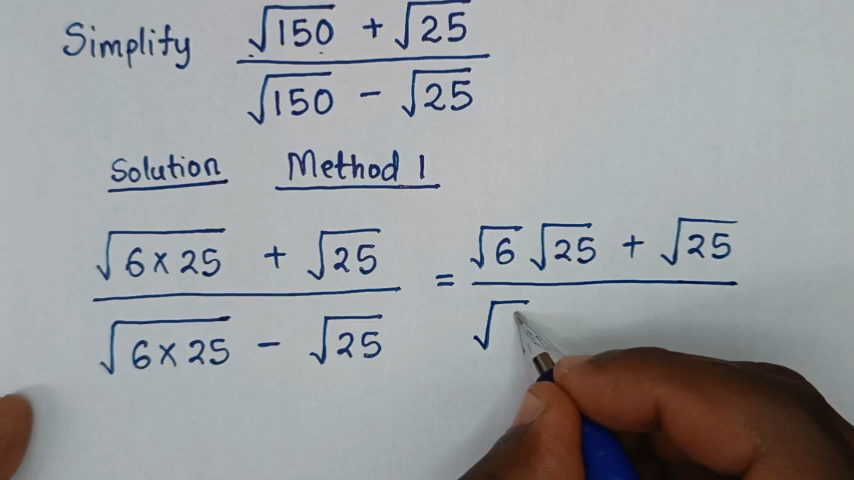 Simplify √150 + √25
√150 - √25
Solution Method 1
√6×25 + √25 = √6 √25 + √25
√6×25 - √25 √